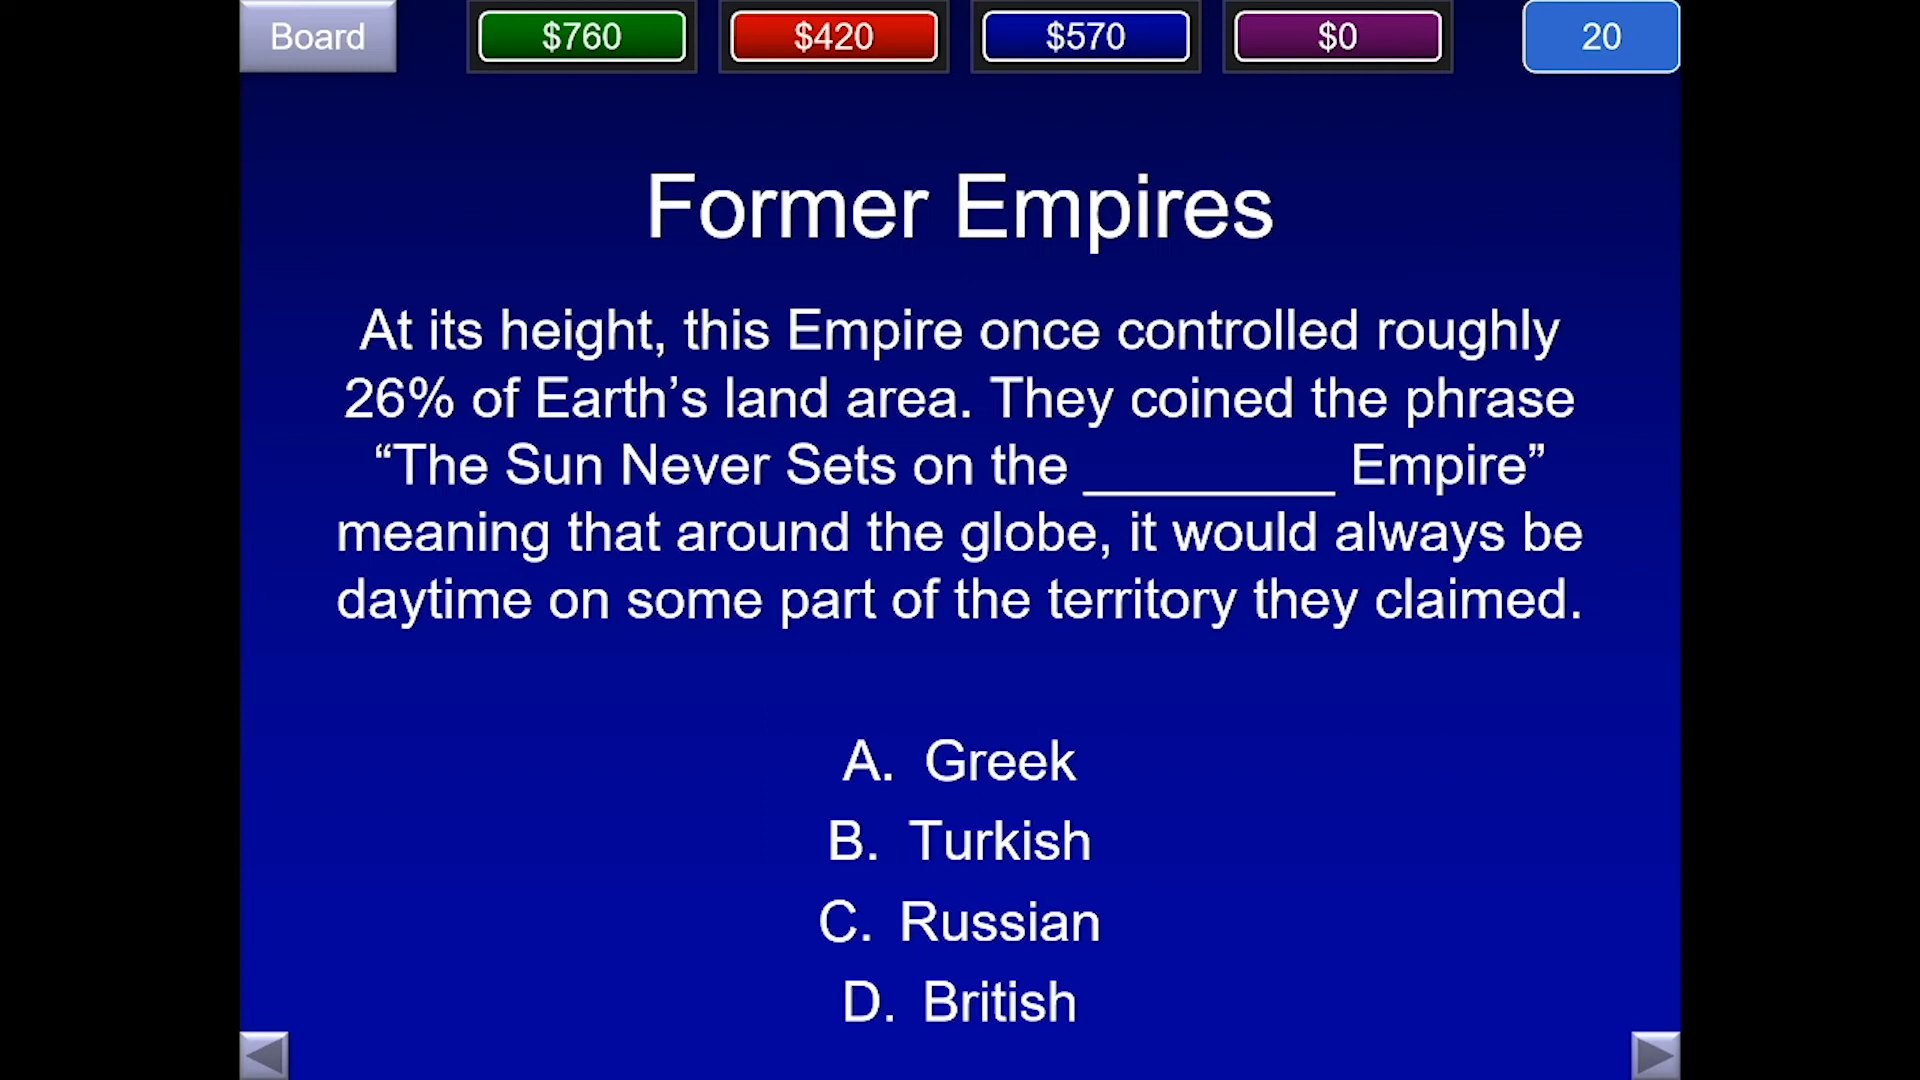 Board
$760
$420
$570
$0
20
Former Empires
At its height, this Empire once controlled roughly
26% of Earth’s land area. They coined the phrase
“The Sun Never Sets on the ________ Empire”
meaning that around the globe, it would always be
daytime on some part of the territory they claimed.
A. Greek
B. Turkish
C. Russian
D. British